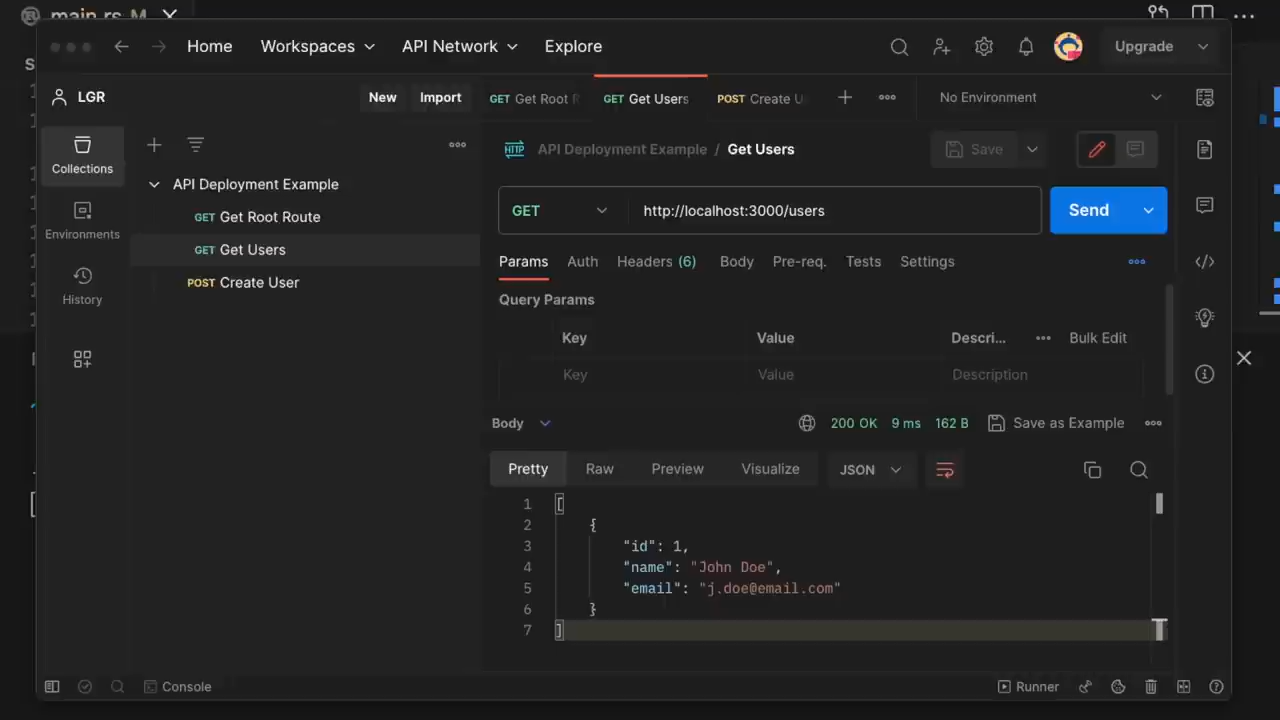 main.rs M
Home Workspaces API Network Explore Upgrade
LGR New Import GET Get Root R GET Get Users POST Create U No Environment
Collections
Environments
History
API Deployment Example
GET Get Root Route
GET Get Users
POST Create User
HTTP API Deployment Example / Get Users Save
GET http://localhost:3000/users Send
Params Auth Headers (6) Body Pre-req. Tests Settings
Query Params
Key Value Descri... Bulk Edit
Key Value Description
Body 200 OK 9 ms 162 B Save as Example
Pretty Raw Preview Visualize JSON
1 [
2 {
3 "id": 1,
4 "name": "John Doe",
5 "email": "j.doe@email.com"
6 }
7 ]
Console Runner